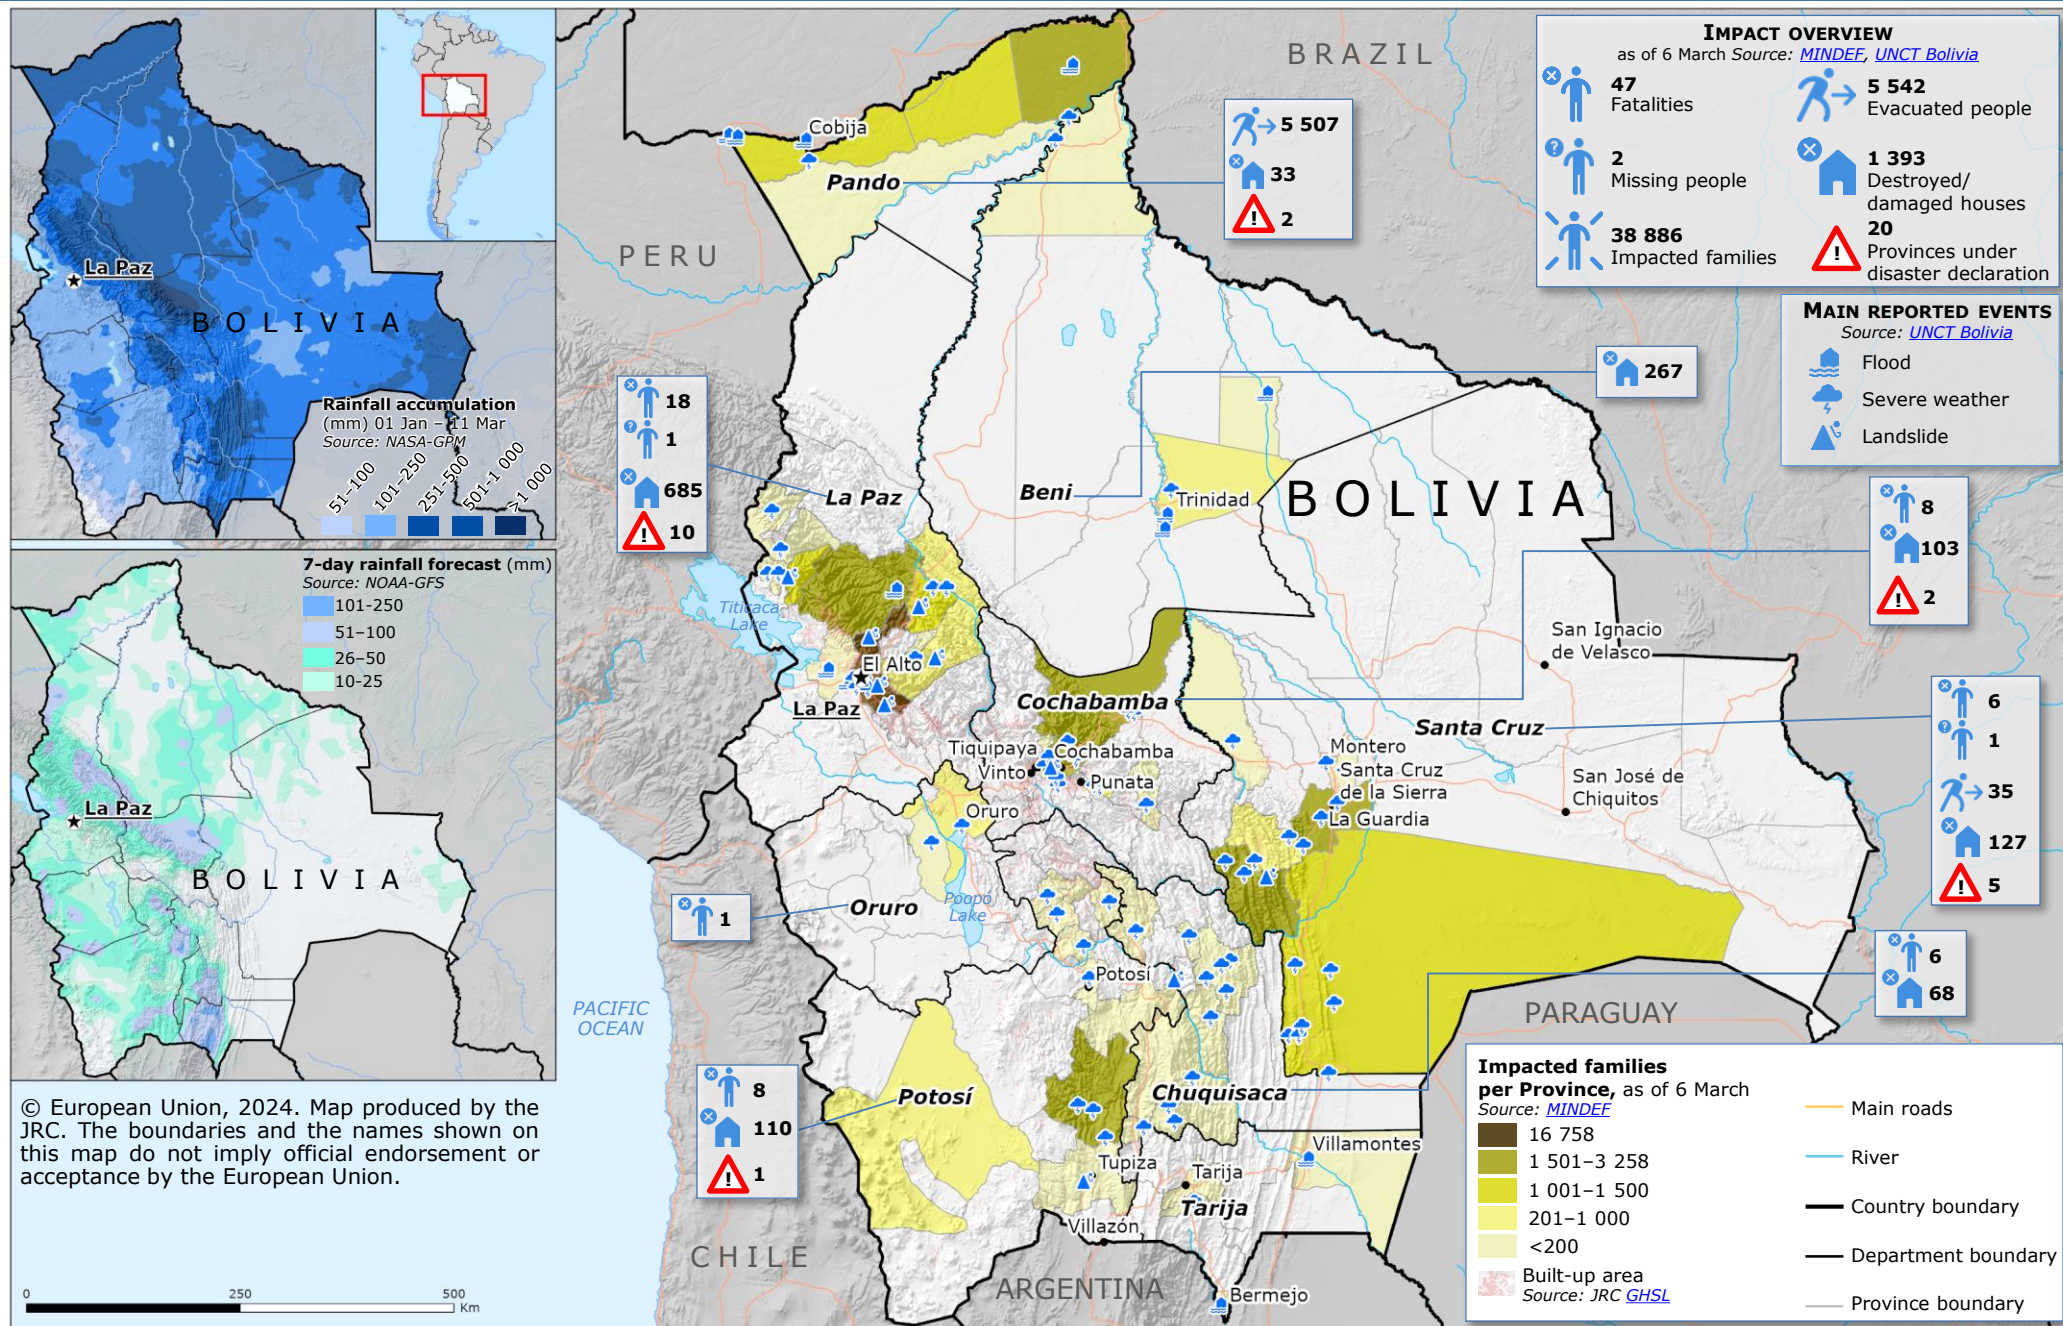 La Paz
BOLIVIA
Rainfall accumulation
(mm) 01 Jan – 11 Mar
Source: NASA-GPM
51–100
101–250
251-500
501-1 000
>1 000
7-day rainfall forecast (mm)
Source: NOAA-GFS
101-250
51–100
26–50
10-25
La Paz
BOLIVIA
© European Union, 2024. Map produced by the
JRC. The boundaries and the names shown on
this map do not imply official endorsement or
acceptance by the European Union.
0 250 500
Km
BRAZIL
PERU
BOLIVIA
PARAGUAY
CHILE
ARGENTINA
PACIFIC
OCEAN
Cobija
Pando
5 507
33
2
18
1
685
10
La Paz
Beni
267
Trinidad
Titicaca
Lake
El Alto
La Paz
Cochabamba
8
103
2
San Ignacio
de Velasco
Santa Cruz
6
1
35
127
5
Tiquipaya
Cochabamba
Vinto
Punata
Montero
Santa Cruz
de la Sierra
La Guardia
San José de
Chiquitos
Oruro
Oruro
1
Poopó
Lake
Potosí
6
68
Chuquisaca
Potosí
8
110
1
Villamontes
Tupiza
Tarija
Tarija
Villazón
Bermejo
IMPACT OVERVIEW
as of 6 March Source: MINDEF, UNCT Bolivia
47
Fatalities
5 542
Evacuated people
2
Missing people
1 393
Destroyed/
damaged houses
38 886
Impacted families
20
Provinces under
disaster declaration
MAIN REPORTED EVENTS
Source: UNCT Bolivia
Flood
Severe weather
Landslide
Impacted families
per Province, as of 6 March
Source: MINDEF
16 758
1 501–3 258
1 001–1 500
201–1 000
<200
Built-up area
Source: JRC GHSL
Main roads
River
Country boundary
Department boundary
Province boundary